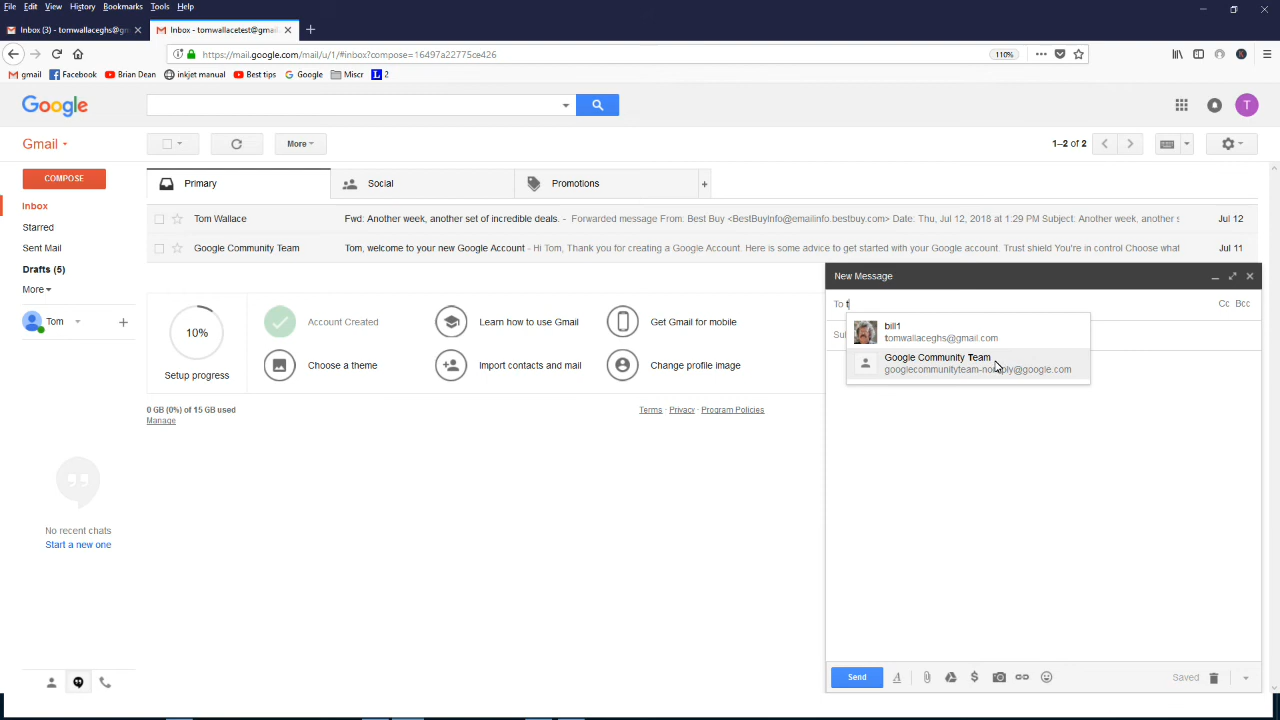 File Edit View History Bookmarks Tools Help
Inbox (3) - tomwallaceghs@gm
Inbox - tomwallacetest@gmail
https://mail.google.com/mail/u/1/#inbox?compose=16497a22775ce426
110%
gmail Facebook Brian Dean inkjet manual Best tips Google Miscr 2
Google
T
Gmail
More
1–2 of 2
COMPOSE
Primary
Social
Promotions
Inbox
Starred
Sent Mail
Drafts (5)
More
Tom
Tom Wallace Fwd: Another week, another set of incredible deals. - Forwarded message From: Best Buy <BestBuyInfo@emailinfo.bestbuy.com> Date: Thu, Jul 12, 2018 at 1:29 PM Subject: Another week, another s Jul 12
Google Community Team Tom, welcome to your new Google Account - Hi Tom, Thank you for creating a Google Account. Here is some advice to get started with your Google account. Trust shield You're in control Choose what Jul 11
10%
Setup progress
Account Created
Learn how to use Gmail
Get Gmail for mobile
Choose a theme
Import contacts and mail
Change profile image
0 GB (0%) of 15 GB used
Manage
Terms - Privacy - Program Policies
No recent chats
Start a new one
New Message
To t
Cc Bcc
Su
bill1
tomwallaceghs@gmail.com
Google Community Team
googlecommunityteam-noreply@google.com
Send
Saved